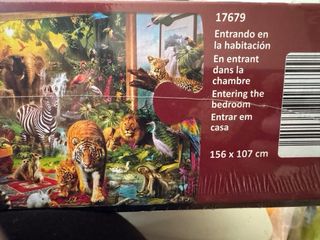 17679
Entrando en
la habitación
En entrant
dans la
chambre
Entering the
bedroom
Entrar em
casa
156 x 107 cm